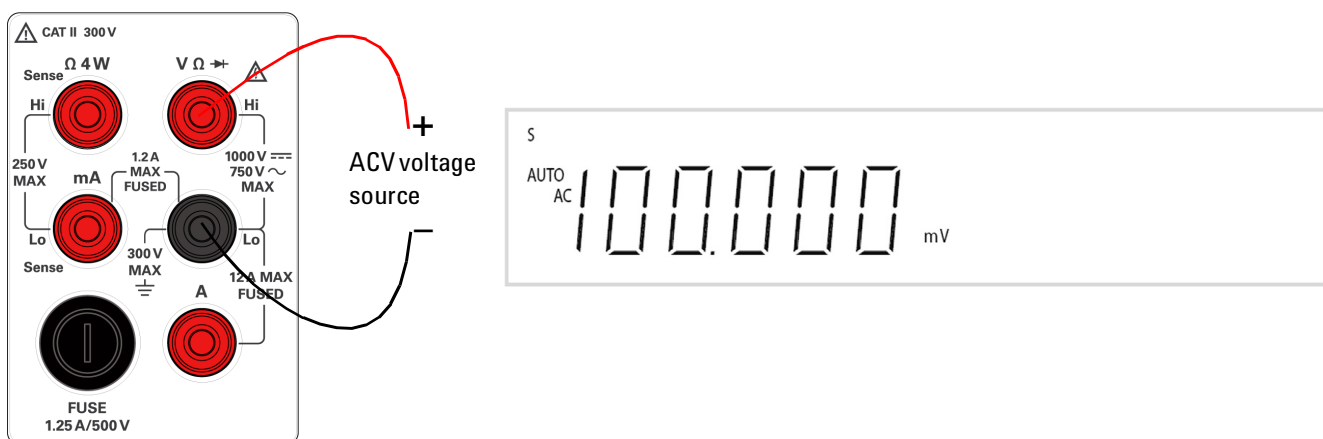 CAT II 300 V
Ω 4 W
V Ω
Sense
Hi
Hi
250 V
MAX
1.2 A
MAX
FUSED
1000 V
750 V
MAX
mA
Lo
Lo
Sense
300 V
MAX
12 A MAX
FUSED
A
FUSE
1.25 A/500 V
+
ACV voltage
source
–
S
AUTO
AC
100.000 mV